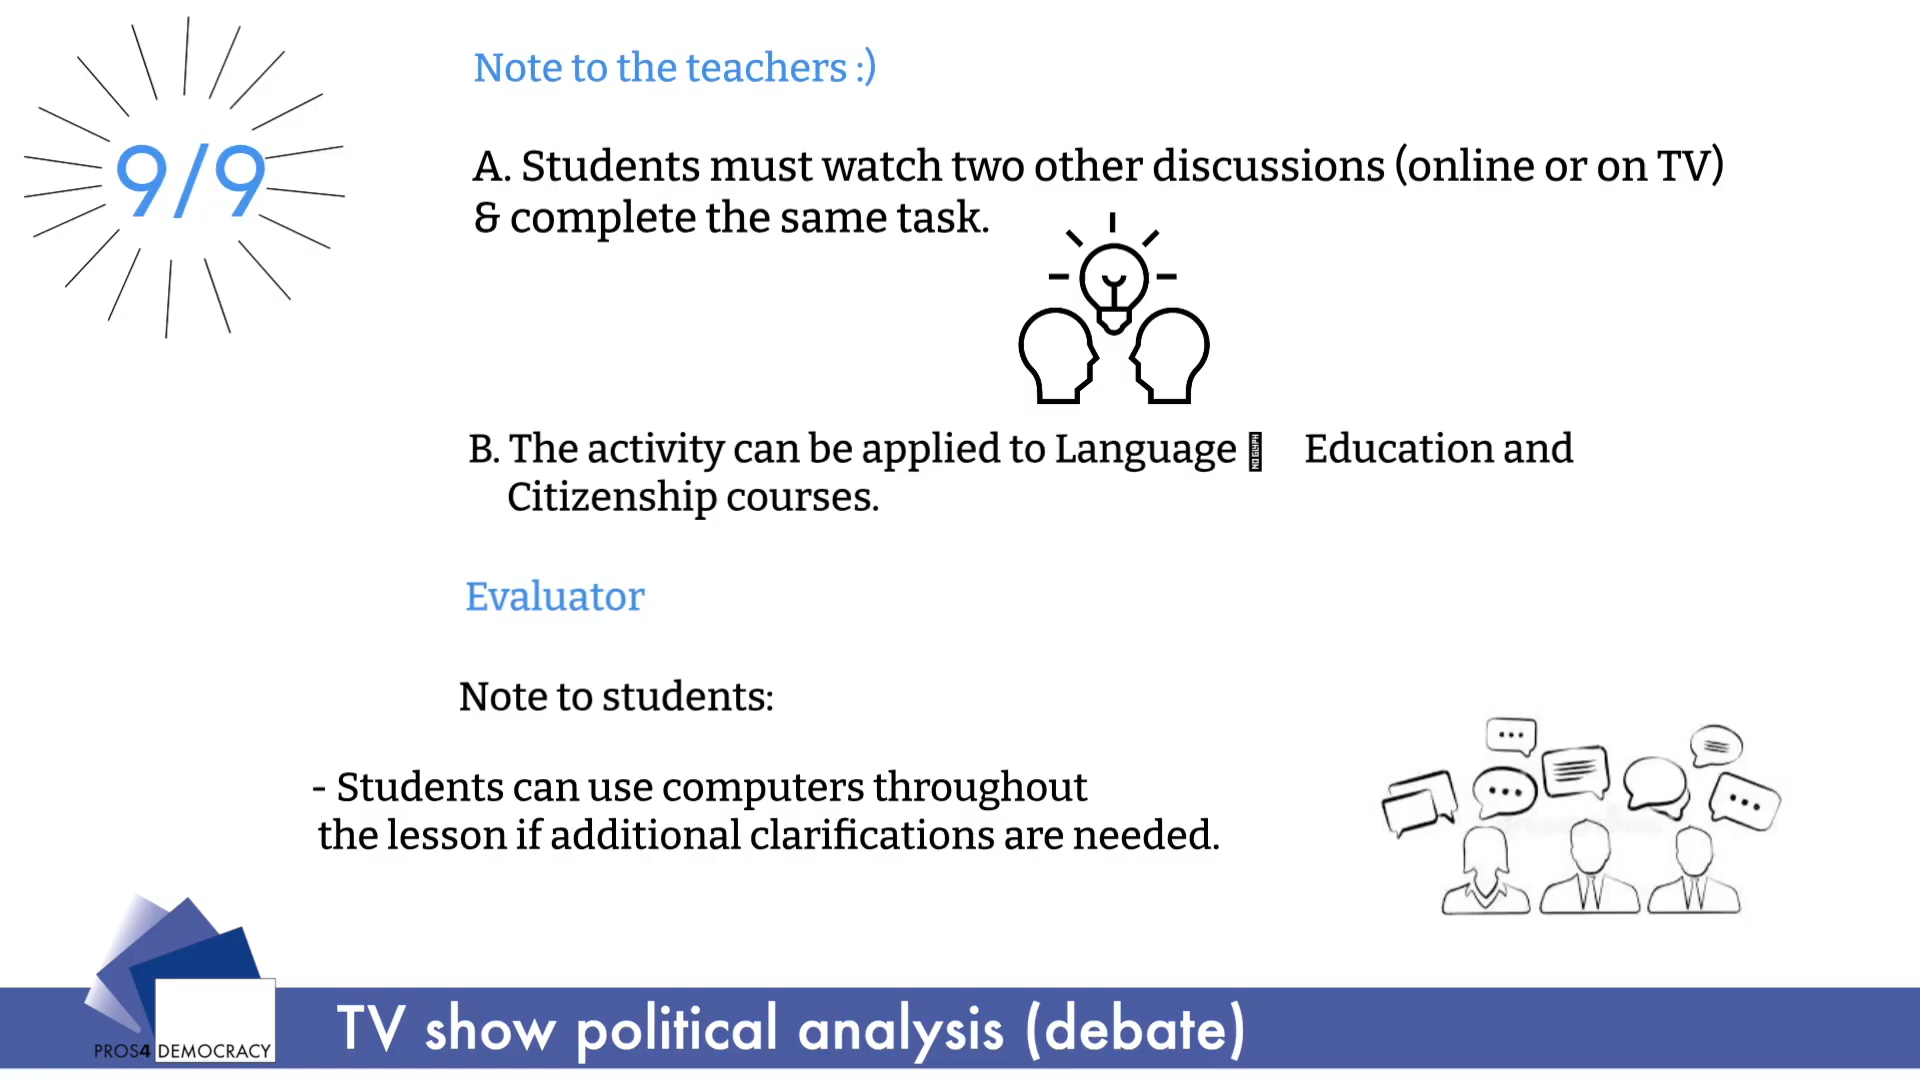 9/9
Note to the teachers :)
A. Students must watch two other discussions (online or on TV)
& complete the same task.
B. The activity can be applied to Language Education and
Citizenship courses.
Evaluator
Note to students:
- Students can use computers throughout
the lesson if additional clarifications are needed.
PROS4 DEMOCRACY
TV show political analysis (debate)